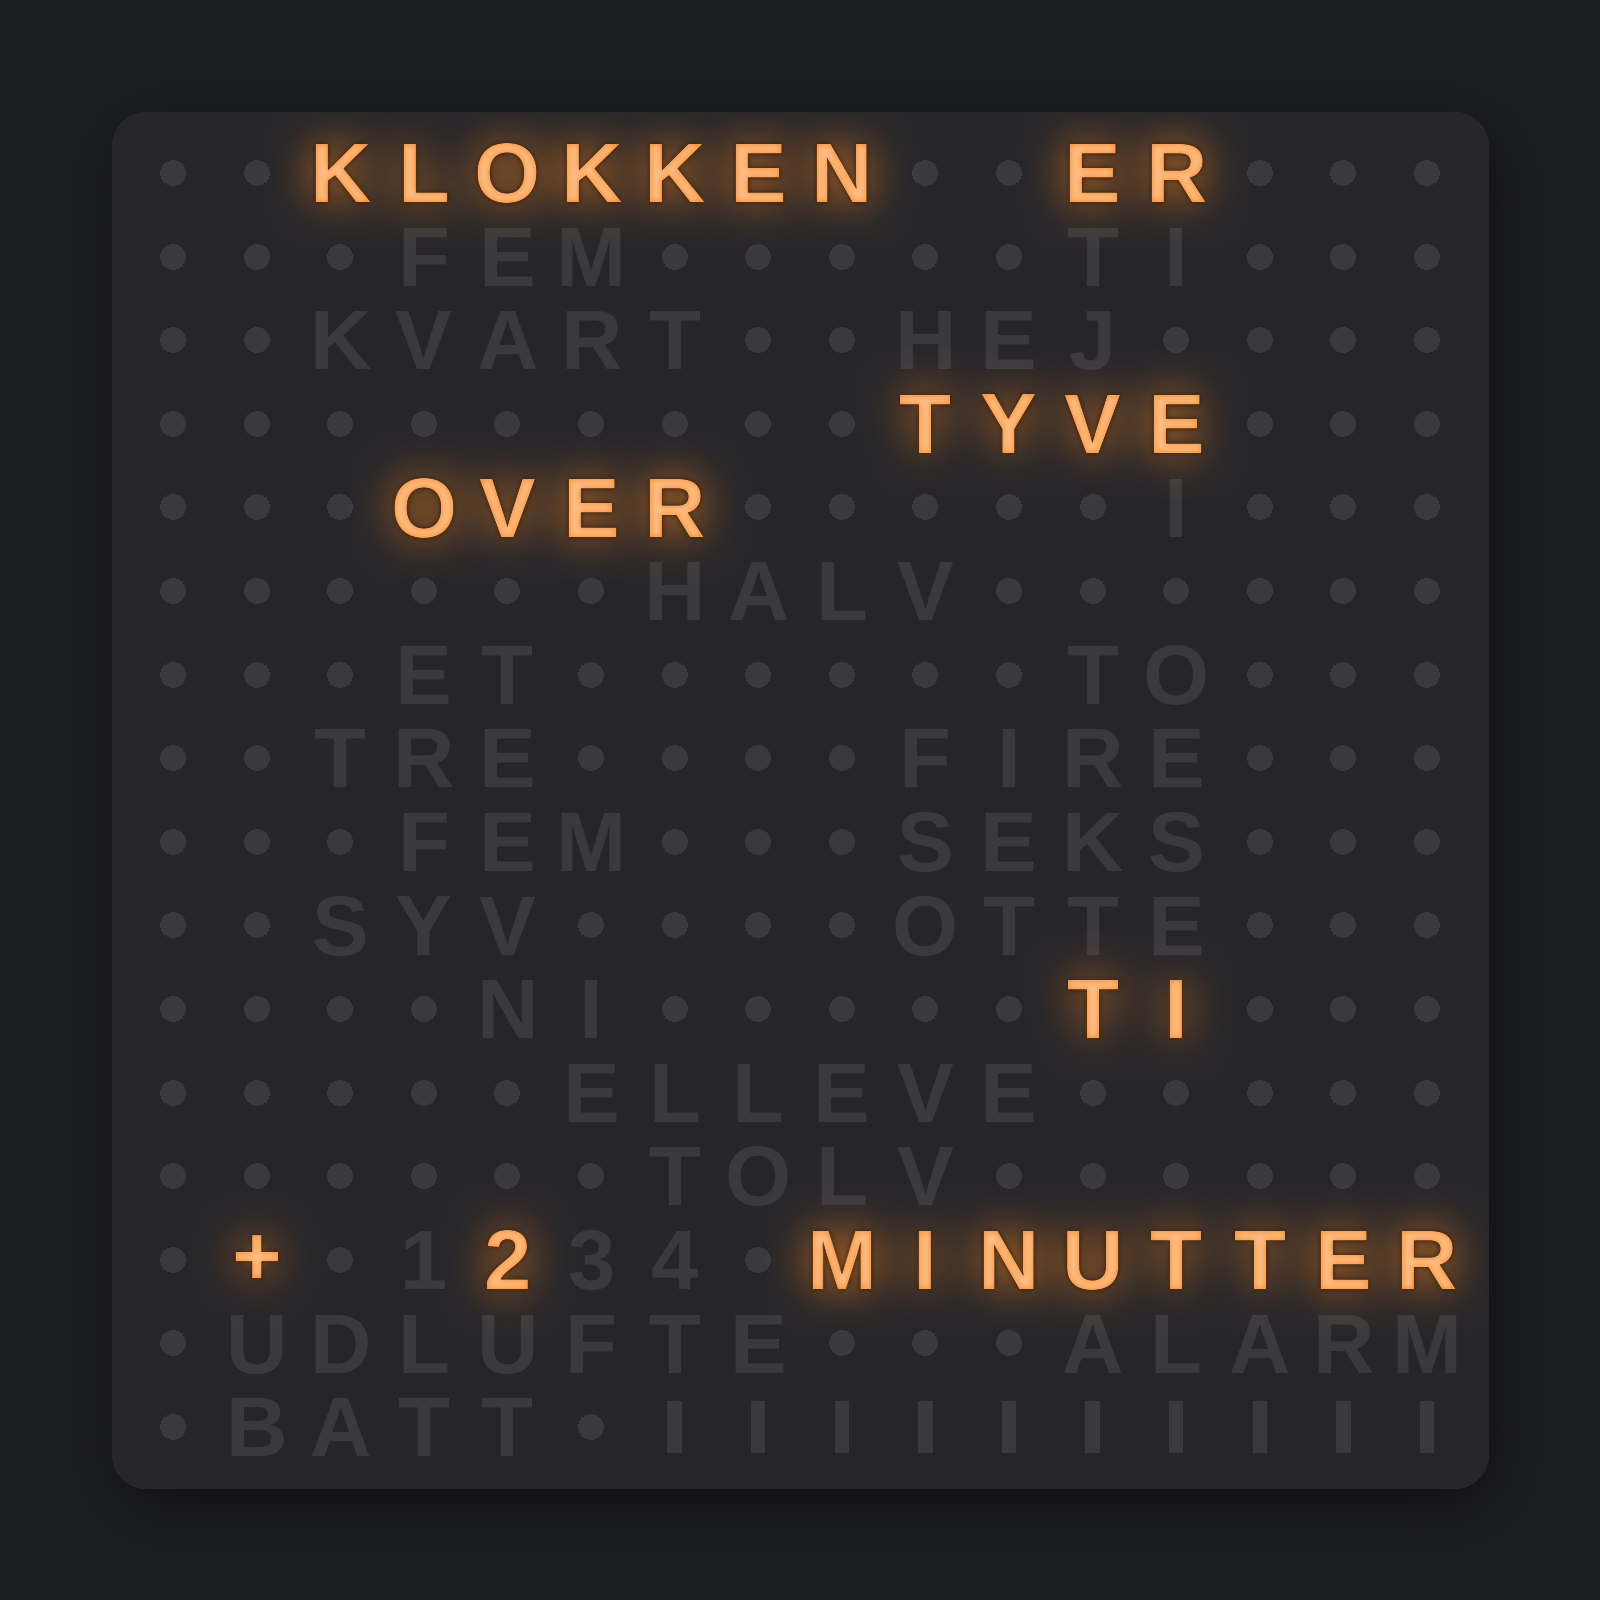 KLOKKEN ER
FEM TI
KVART HEJ
TYVE
OVER I
HALV
ET TO
TRE FIRE
FEM SEKS
SYV OTTE
NI TI
ELLEVE
TOLV
+ 1 2 3 4 MINUTTER
UDLUFTE ALARM
BATT I I I I I I I I I I